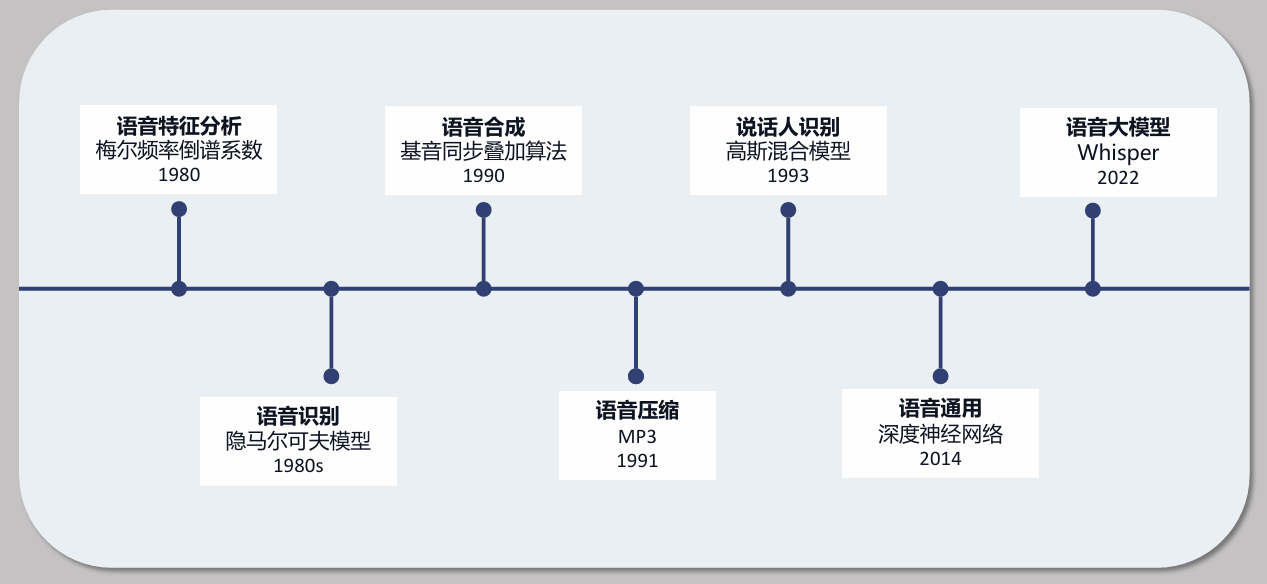 语音特征分析
梅尔频率倒谱系数
1980
语音识别
隐马尔可夫模型
1980s
语音合成
基音同步叠加算法
1990
语音压缩
MP3
1991
说话人识别
高斯混合模型
1993
语音通用
深度神经网络
2014
语音大模型
Whisper
2022